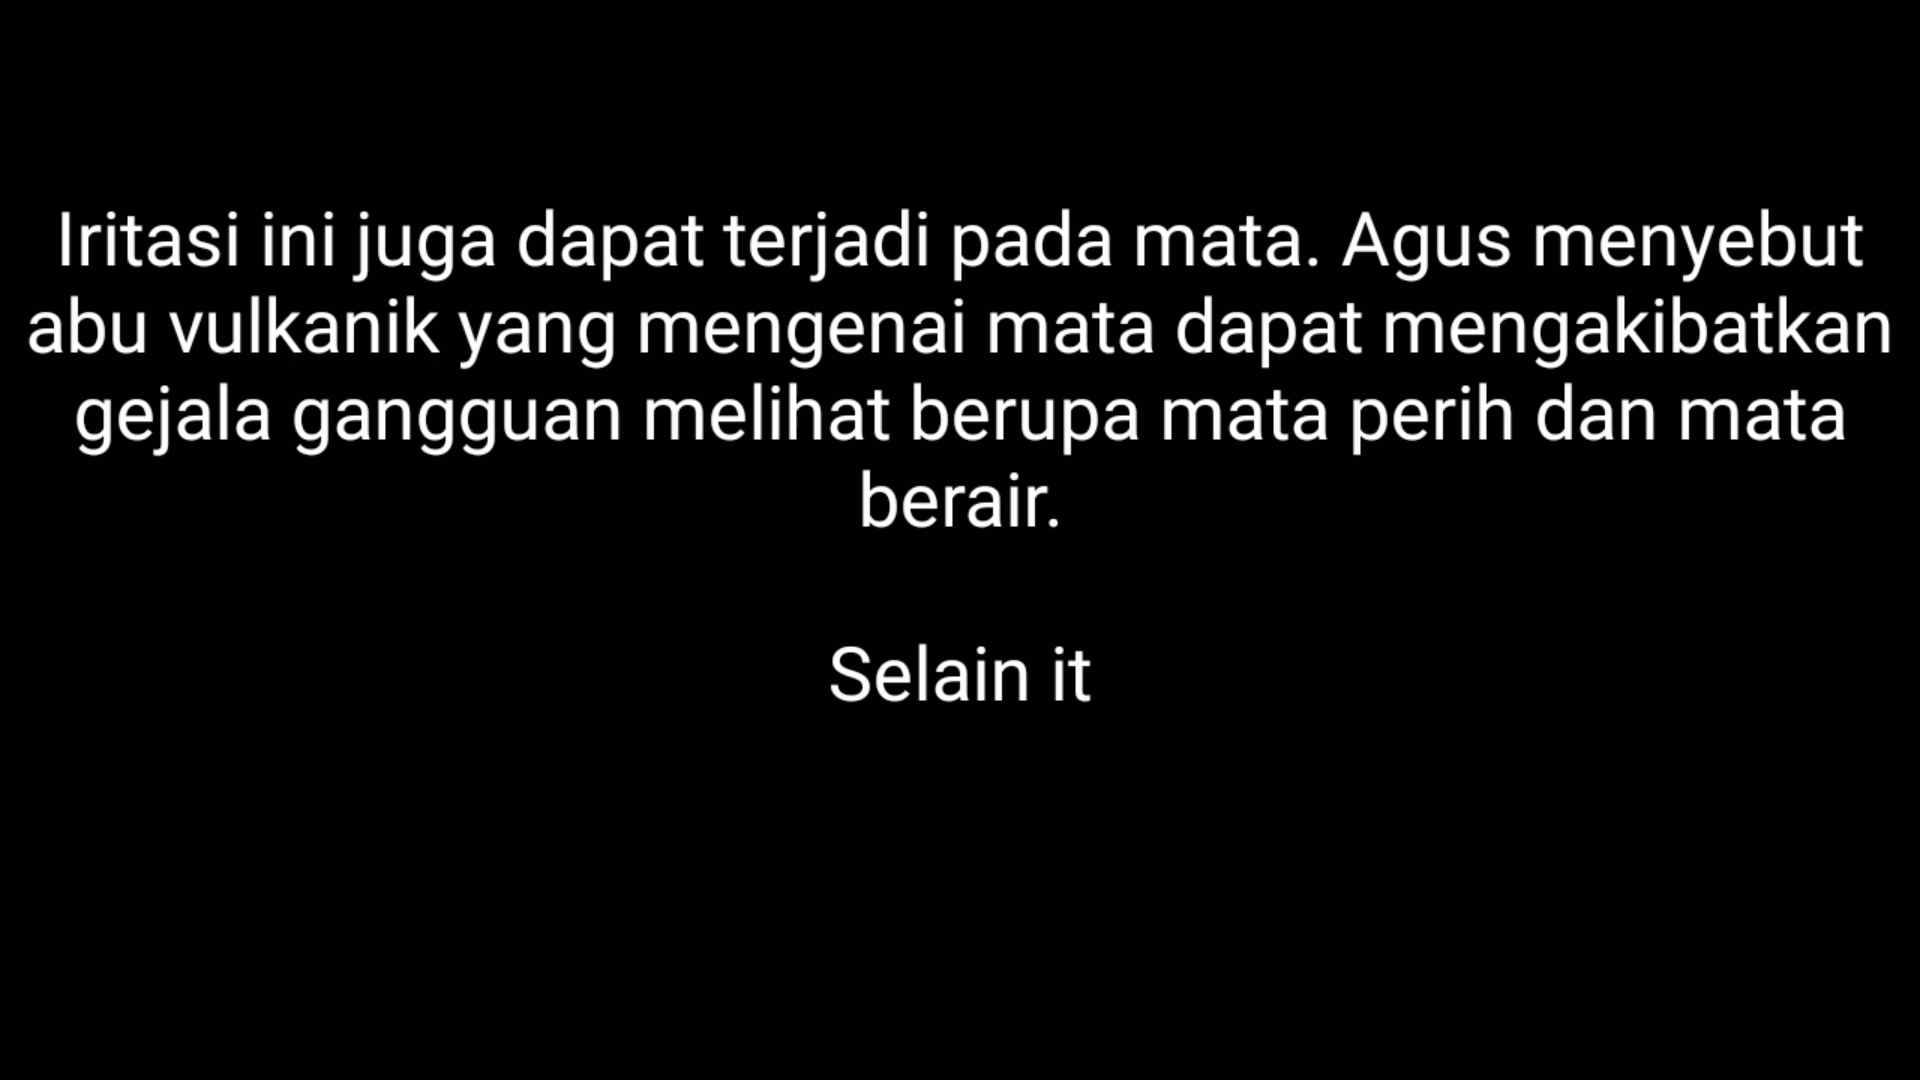 Iritasi ini juga dapat terjadi pada mata. Agus menyebut
abu vulkanik yang mengenai mata dapat mengakibatkan
gejala gangguan melihat berupa mata perih dan mata
berair.
Selain it